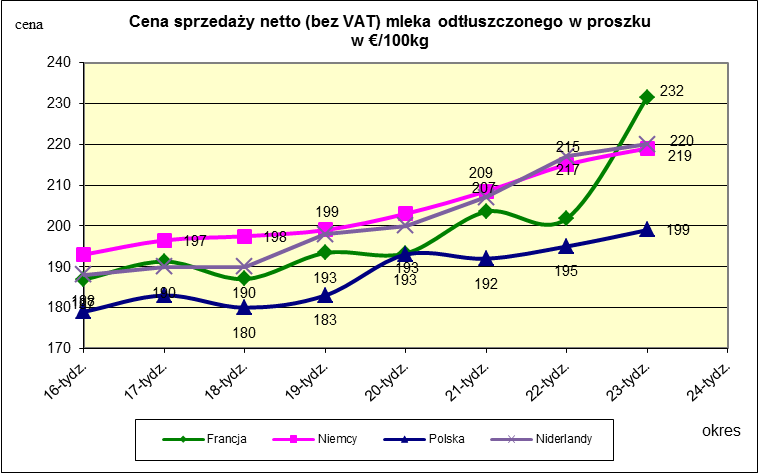 Cena sprzedaży netto (bez VAT) mleka odtłuszczonego w proszku
w €/100kg
cena
240
230
220
210
200
190
180
170
232
220
219
215
217
209
207
199
199
198
197
195
193
193
193
192
190
190
188
183
180
16-tydz.
17-tydz.
18-tydz.
19-tydz.
20-tydz.
21-tydz.
22-tydz.
23-tydz.
24-tydz.
okres
Francja Niemcy Polska Niderlandy